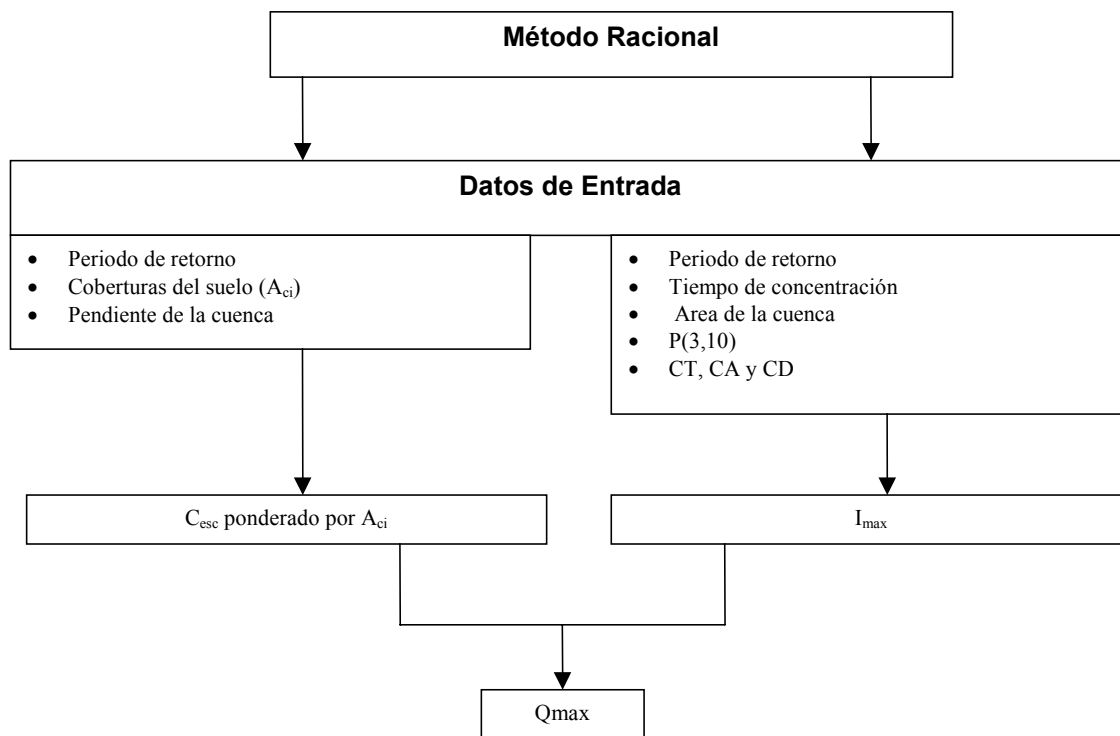 Método Racional
Datos de Entrada
• Periodo de retorno
• Coberturas del suelo (Aci)
• Pendiente de la cuenca
• Periodo de retorno
• Tiempo de concentración
• Area de la cuenca
• P(3,10)
• CT, CA y CD
Cesc ponderado por Aci
Imax
Qmax